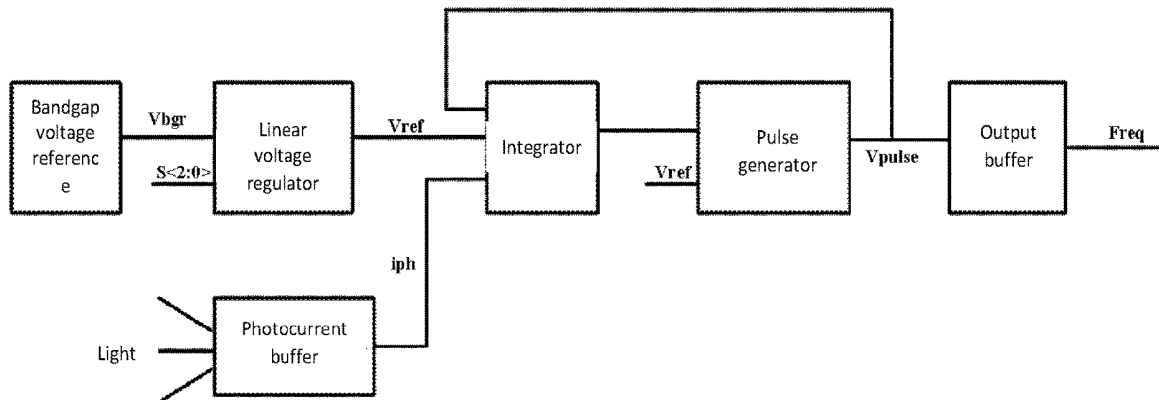 Bandgap
voltage
referenc
e
Vbgr
S<2:0>
Linear
voltage
regulator
Vref
Integrator
Vref
Pulse
generator
Vpulse
Output
buffer
Freq
iph
Light
Photocurrent
buffer